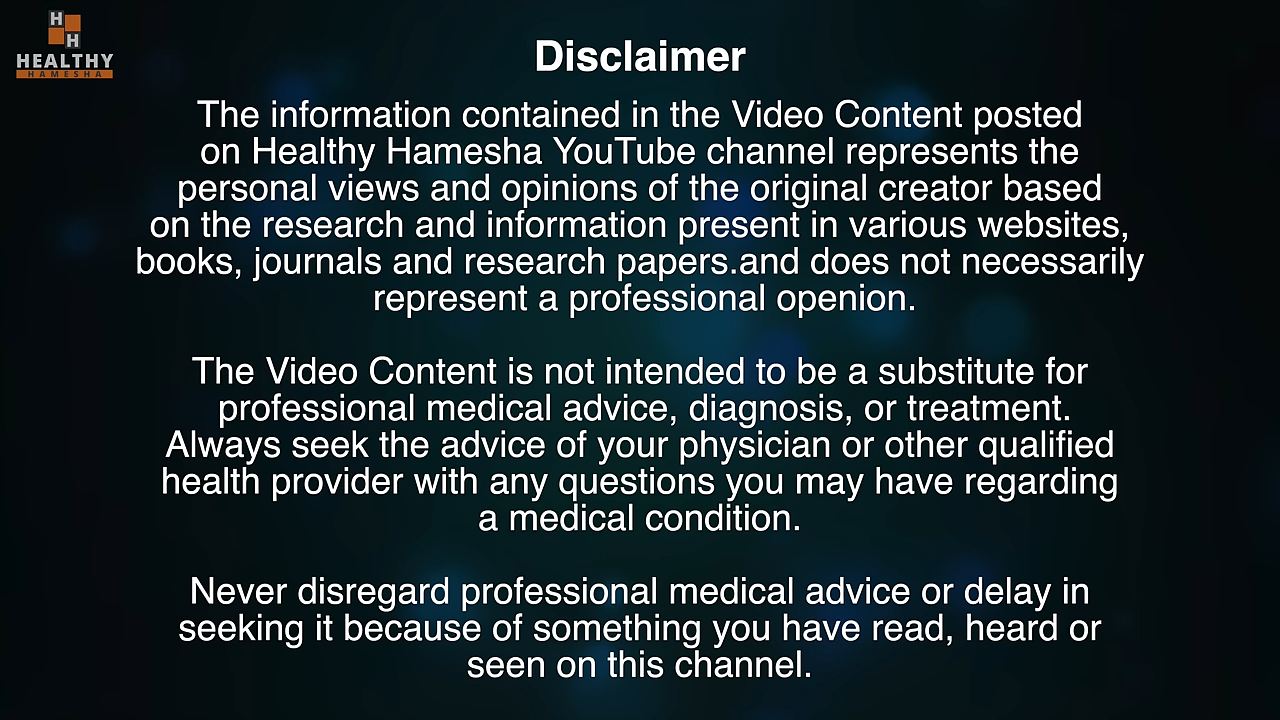 H
H
HEALTHY
HAMESHA
Disclaimer
The information contained in the Video Content posted
on Healthy Hamesha YouTube channel represents the
personal views and opinions of the original creator based
on the research and information present in various websites,
books, journals and research papers.and does not necessarily
represent a professional openion.
The Video Content is not intended to be a substitute for
professional medical advice, diagnosis, or treatment.
Always seek the advice of your physician or other qualified
health provider with any questions you may have regarding
a medical condition.
Never disregard professional medical advice or delay in
seeking it because of something you have read, heard or
seen on this channel.